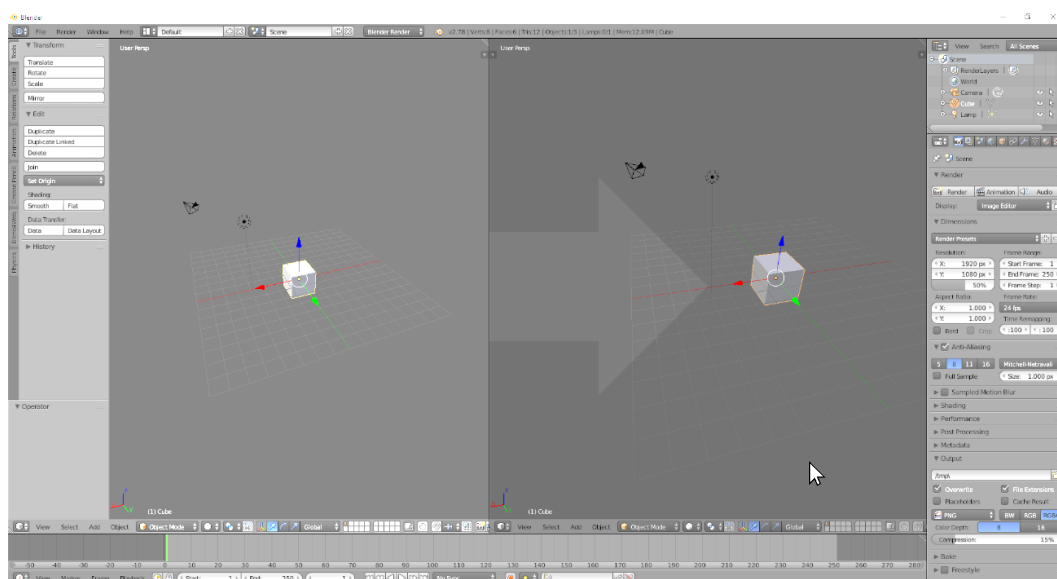 Blender
File Render Window Help Default Scene Blender Render v2.78 | Verts:8 | Faces:6 | Tris:12 | Objects:1/3 | Lamps:0/1 | Mem:12.89M | Cube
Tools
Create
Relations
Animation
Grease Pencil
Physics
Transform
Translate
Rotate
Scale
Mirror
Edit
Duplicate
Duplicate Linked
Delete
Join
Set Origin
Shading:
Smooth Flat
Data Transfer:
Data Data Layout
History
Operator
User Persp
(1) Cube
View Select Add Object Object Mode Global
User Persp
(1) Cube
View Select Add Object Object Mode Global
View Search All Scenes
Scene
RenderLayers
World
Camera
Cube
Lamp
Scene
Render
Render Animation Audio
Display: Image Editor
Dimensions
Render Presets
Resolution: Frame Range:
X: 1920 px Start Frame: 1
Y: 1080 px End Frame: 250
50% Frame Step: 1
Aspect Ratio: Frame Rate:
X: 1.000 24 fps
Y: 1.000 Time Remapping:
Bord Crop :100 :100
Anti-Aliasing
5 8 11 16 Mitchell-Netravali
Full Sample Size: 1.000 px
Sampled Motion Blur
Shading
Performance
Post Processing
Metadata
Output
/tmp\
Overwrite File Extensions
Placeholders Cache Result
PNG BW RGB RGBA
Color Depth: 8 16
Compression: 15%
Bake
Freestyle
-50 -40 -30 -20 -10 0 10 20 30 40 50 60 70 80 90 100 110 120 130 140 150 160 170 180 190 200 210 220 230 240 250 260 270 280
View Marker Frame Playback Start: 1 End: 250 1 No Sync